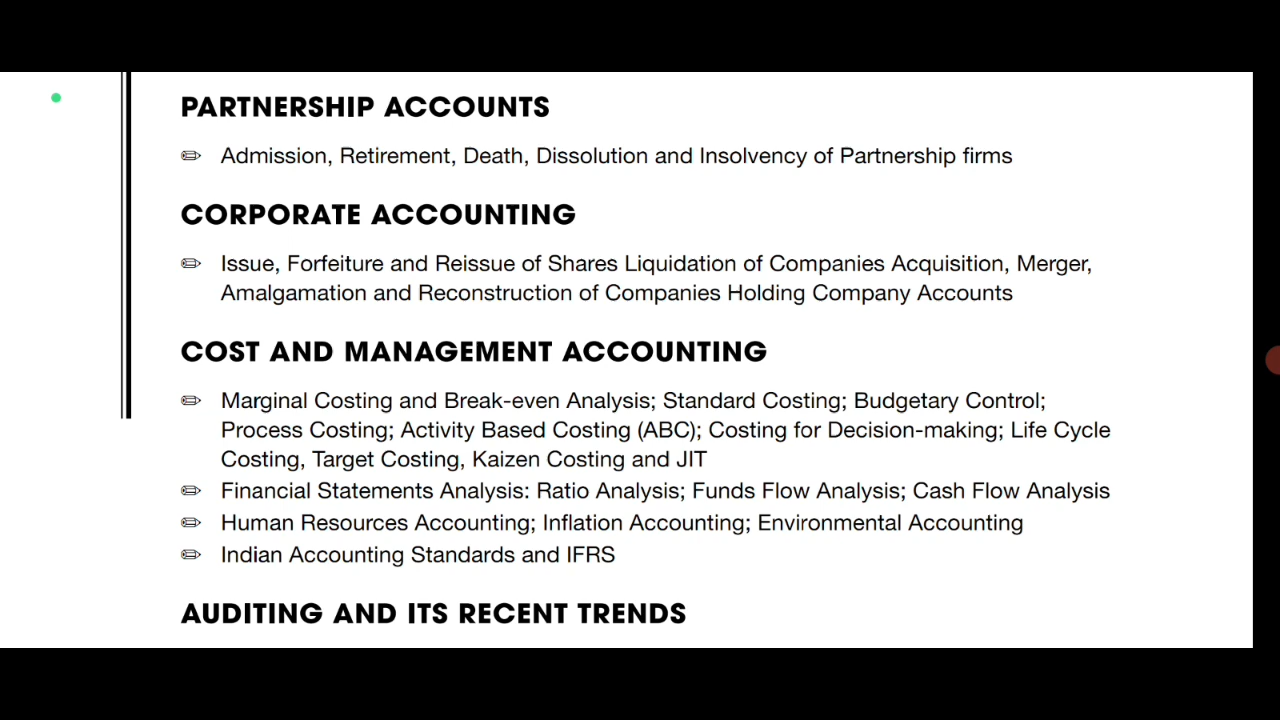 PARTNERSHIP ACCOUNTS
Admission, Retirement, Death, Dissolution and Insolvency of Partnership firms
CORPORATE ACCOUNTING
Issue, Forfeiture and Reissue of Shares Liquidation of Companies Acquisition, Merger,
Amalgamation and Reconstruction of Companies Holding Company Accounts
COST AND MANAGEMENT ACCOUNTING
Marginal Costing and Break-even Analysis; Standard Costing; Budgetary Control;
Process Costing; Activity Based Costing (ABC); Costing for Decision-making; Life Cycle
Costing, Target Costing, Kaizen Costing and JIT
Financial Statements Analysis: Ratio Analysis; Funds Flow Analysis; Cash Flow Analysis
Human Resources Accounting; Inflation Accounting; Environmental Accounting
Indian Accounting Standards and IFRS
AUDITING AND ITS RECENT TRENDS